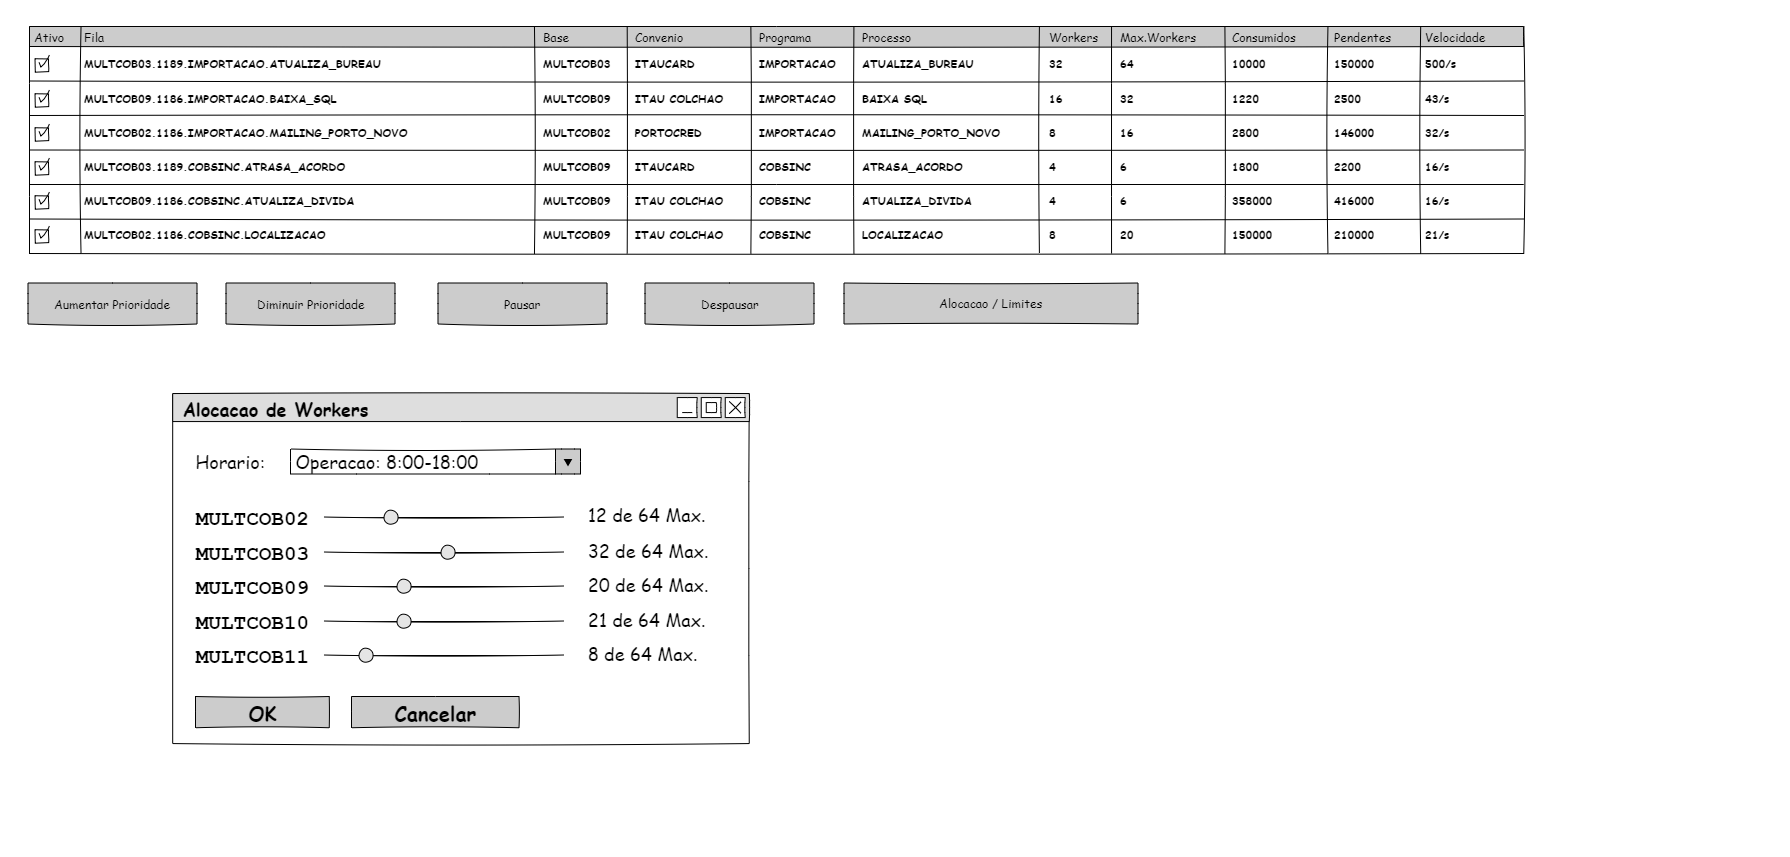 Ativo Fila Base Convenio Programa Processo Workers Max.Workers Consumidos Pendentes Velocidade
MULTCOB03.1189.IMPORTACAO.ATUALIZA_BUREAU MULTCOB03 ITAUCARD IMPORTACAO ATUALIZA_BUREAU 32 64 10000 150000 500/s
MULTCOB09.1186.IMPORTACAO.BAIXA_SQL MULTCOB09 ITAU COLCHAO IMPORTACAO BAIXA SQL 16 32 1220 2500 43/s
MULTCOB02.1186.IMPORTACAO.MAILING_PORTO_NOVO MULTCOB02 PORTOCRED IMPORTACAO MAILING_PORTO_NOVO 8 16 2800 146000 32/s
MULTCOB03.1189.COBSINC.ATRASA_ACORDO MULTCOB09 ITAUCARD COBSINC ATRASA_ACORDO 4 6 1800 2200 16/s
MULTCOB09.1186.COBSINC.ATUALIZA_DIVIDA MULTCOB09 ITAU COLCHAO COBSINC ATUALIZA_DIVIDA 4 6 358000 416000 16/s
MULTCOB02.1186.COBSINC.LOCALIZACAO MULTCOB09 ITAU COLCHAO COBSINC LOCALIZACAO 8 20 150000 210000 21/s
Aumentar Prioridade Diminuir Prioridade Pausar Despausar Alocacao / Limites
Alocacao de Workers
Horario: Operacao: 8:00-18:00
MULTCOB02 12 de 64 Max.
MULTCOB03 32 de 64 Max.
MULTCOB09 20 de 64 Max.
MULTCOB10 21 de 64 Max.
MULTCOB11 8 de 64 Max.
OK Cancelar